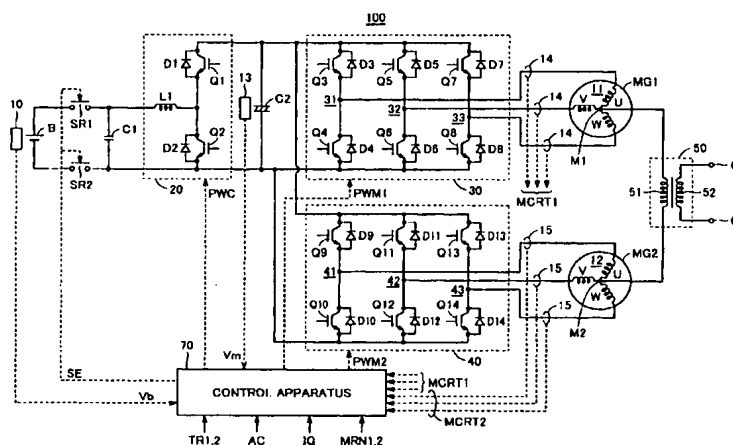 100
10
B
SR1
SR2
C1
L1
D1
Q1
D2
Q2
20
PWC
13
C2
Q3
D3
Q5
D5
Q7
D7
31
32
33
Q4
D4
Q6
D6
Q8
D8
PWM1
30
14
14
14
MCRT1
11
V
U
W
MG1
M1
50
51
52
Q9
D9
Q11
D11
Q13
D13
41
42
43
Q10
D10
Q12
D12
Q14
D14
PWM2
40
15
15
15
12
V
U
W
MG2
M2
70
Vm
SE
Vb
CONTROL APPARATUS
MCRT1
MCRT2
TR1,2
AC
IG
MRN1,2